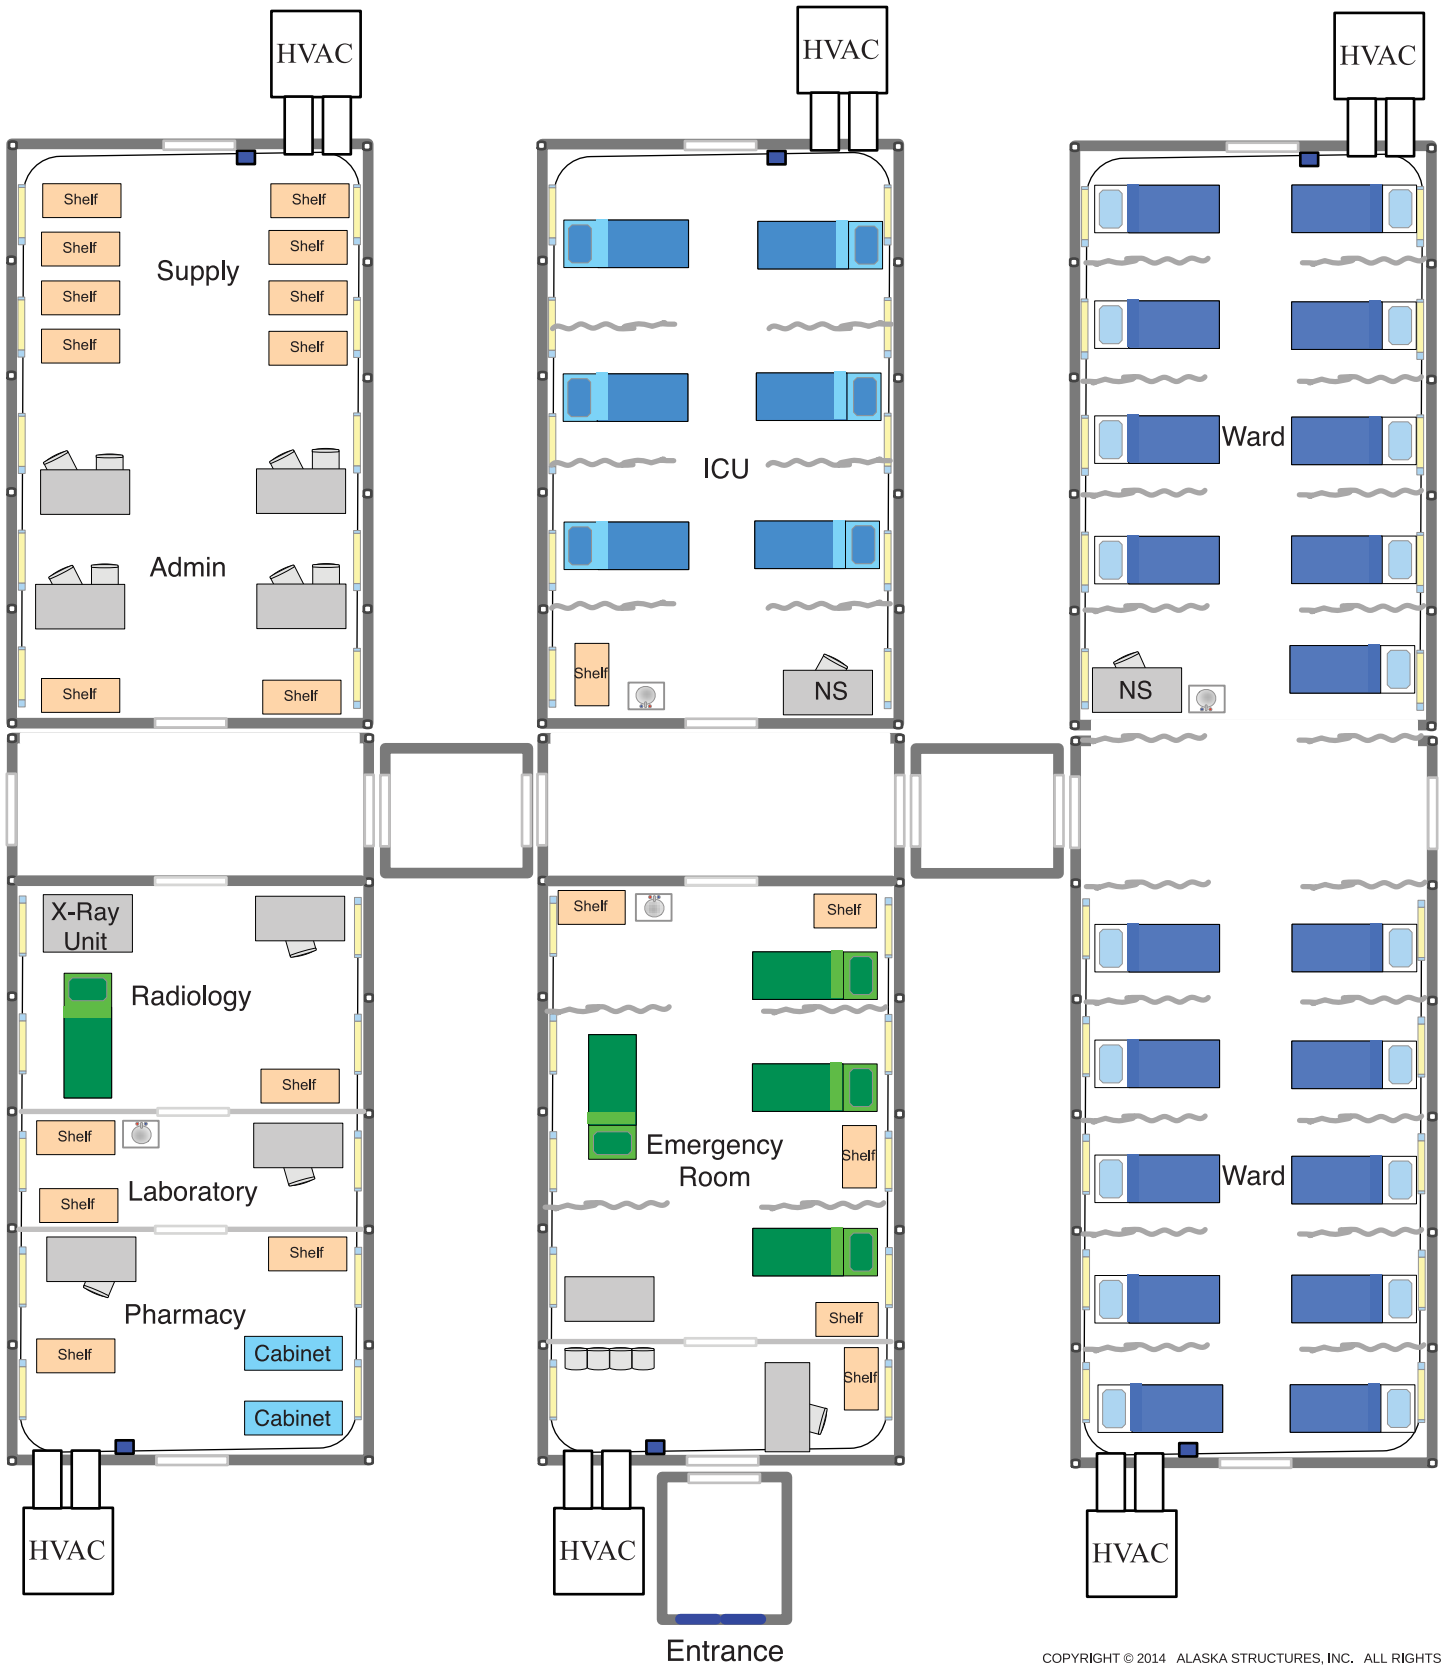 HVAC
HVAC
HVAC
Shelf
Shelf
Shelf
Shelf
Supply
Shelf
Shelf
Shelf
Shelf
Admin
Shelf
Shelf
ICU
Shelf
NS
Ward
NS
X-Ray
Unit
Radiology
Shelf
Shelf
Laboratory
Shelf
Shelf
Pharmacy
Shelf
Cabinet
Cabinet
Shelf
Shelf
Emergency
Room
Shelf
Shelf
Shelf
Ward
HVAC
HVAC
HVAC
Entrance
COPYRIGHT © 2014 ALASKA STRUCTURES, INC. ALL RIGHTS